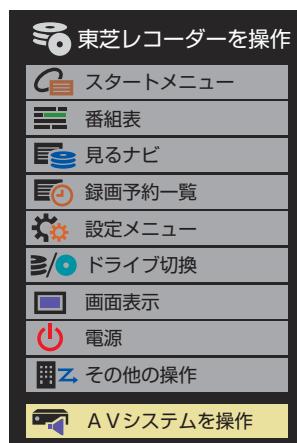 東芝レコーダーを操作
スタートメニュー
番組表
見るナビ
録画予約一覧
設定メニュー
ドライブ切換
画面表示
電源
その他の操作
ＡＶシステムを操作